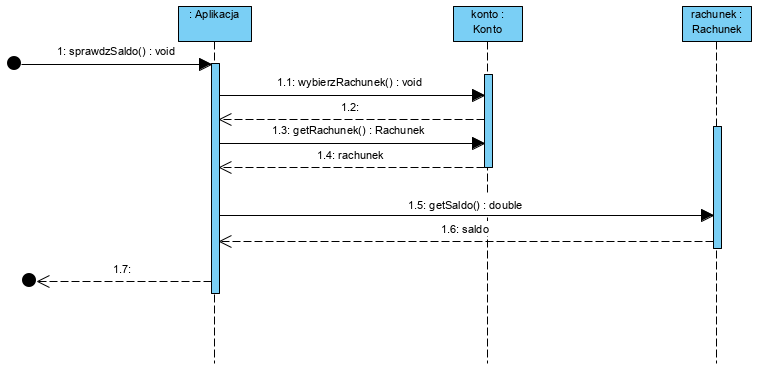 : Aplikacja
konto :
Konto
rachunek :
Rachunek
1: sprawdzSaldo() : void
1.1: wybierzRachunek() : void
1.2:
1.3: getRachunek() : Rachunek
1.4: rachunek
1.5: getSaldo() : double
1.6: saldo
1.7: